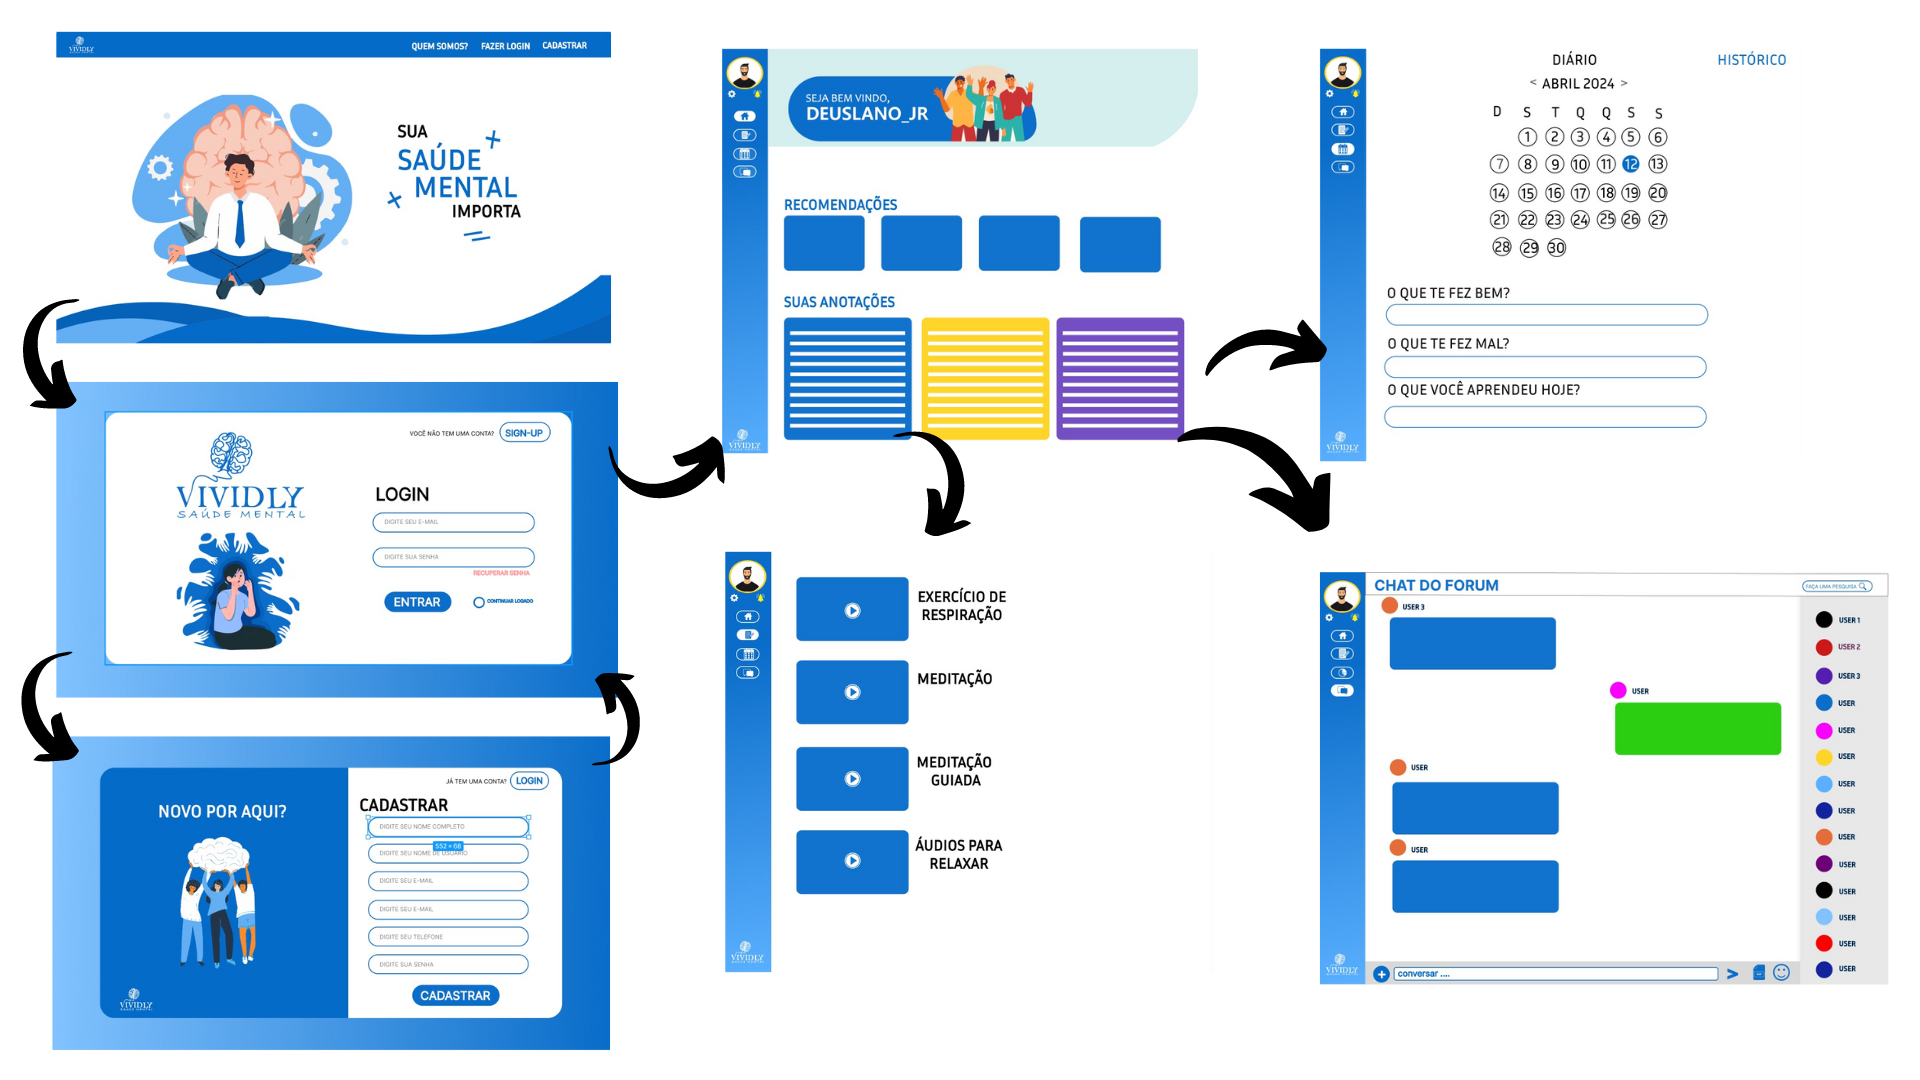 VIVIDLY
QUEM SOMOS?
FAZER LOGIN
CADASTRAR
SUA
SAÚDE
MENTAL
IMPORTA
VOCÊ NÃO TEM UMA CONTA?
SIGN-UP
VIVIDLY
SAÚDE MENTAL
LOGIN
DIGITE SEU E-MAIL
DIGITE SUA SENHA
RECUPERAR SENHA
ENTRAR
CONTINUAR LOGADO
NOVO POR AQUI?
VIVIDLY
JÁ TEM UMA CONTA?
LOGIN
CADASTRAR
DIGITE SEU NOME COMPLETO
552 × 68
DIGITE SEU NOME DE USUÁRIO
DIGITE SEU E-MAIL
DIGITE SEU E-MAIL
DIGITE SEU TELEFONE
DIGITE SUA SENHA
CADASTRAR
SEJA BEM VINDO,
DEUSLANO_JR
RECOMENDAÇÕES
SUAS ANOTAÇÕES
VIVIDLY
EXERCÍCIO DE
RESPIRAÇÃO
MEDITAÇÃO
MEDITAÇÃO
GUIADA
ÁUDIOS PARA
RELAXAR
VIVIDLY
DIÁRIO
HISTÓRICO
< ABRIL 2024 >
D S T Q Q S S
1 2 3 4 5 6
7 8 9 10 11 12 13
14 15 16 17 18 19 20
21 22 23 24 25 26 27
28 29 30
O QUE TE FEZ BEM?
O QUE TE FEZ MAL?
O QUE VOCÊ APRENDEU HOJE?
VIVIDLY
CHAT DO FORUM
FAÇA UMA PESQUISA
USER 3
USER
USER
USER
USER 1
USER 2
USER 3
USER
USER
USER
USER
USER
USER
USER
USER
USER
USER
USER
conversar ....
VIVIDLY